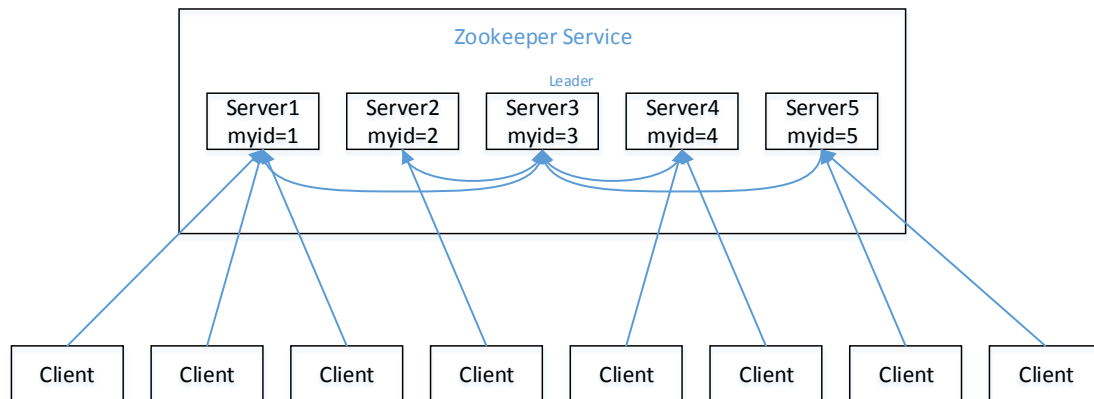 Zookeeper Service
Leader
Server1
myid=1
Server2
myid=2
Server3
myid=3
Server4
myid=4
Server5
myid=5
Client
Client
Client
Client
Client
Client
Client
Client